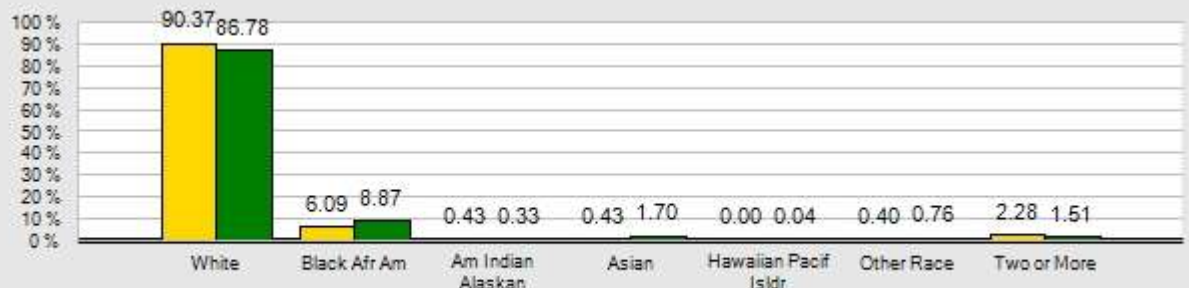 100 %
90 %
80 %
70 %
60 %
50 %
40 %
30 %
20 %
10 %
0 %
90.37 86.78
6.09 8.87
0.43 0.33
0.43 1.70
0.00 0.04
0.40 0.76
2.28 1.51
White
Black Afr Am
Am Indian
Alaskan
Asian
Hawaiian Pacif
Isldr
Other Race
Two or More